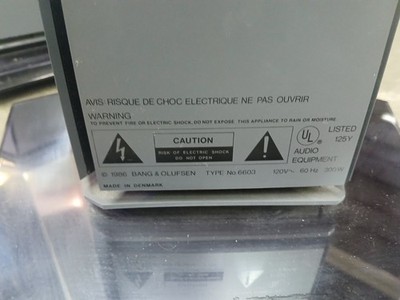 AVIS: RISQUE DE CHOC ELECTRIQUE NE PAS OUVRIR
WARNING
TO PREVENT FIRE OR ELECTRIC SHOCK, DO NOT EXPOSE THIS APPLIANCE TO RAIN OR MOISTURE.
CAUTION
RISK OF ELECTRIC SHOCK
DO NOT OPEN
UL
LISTED
125Y
AUDIO
EQUIPMENT
© 1986 BANG & OLUFSEN TYPE No 6603 120V~ 60 Hz
MADE IN DENMARK